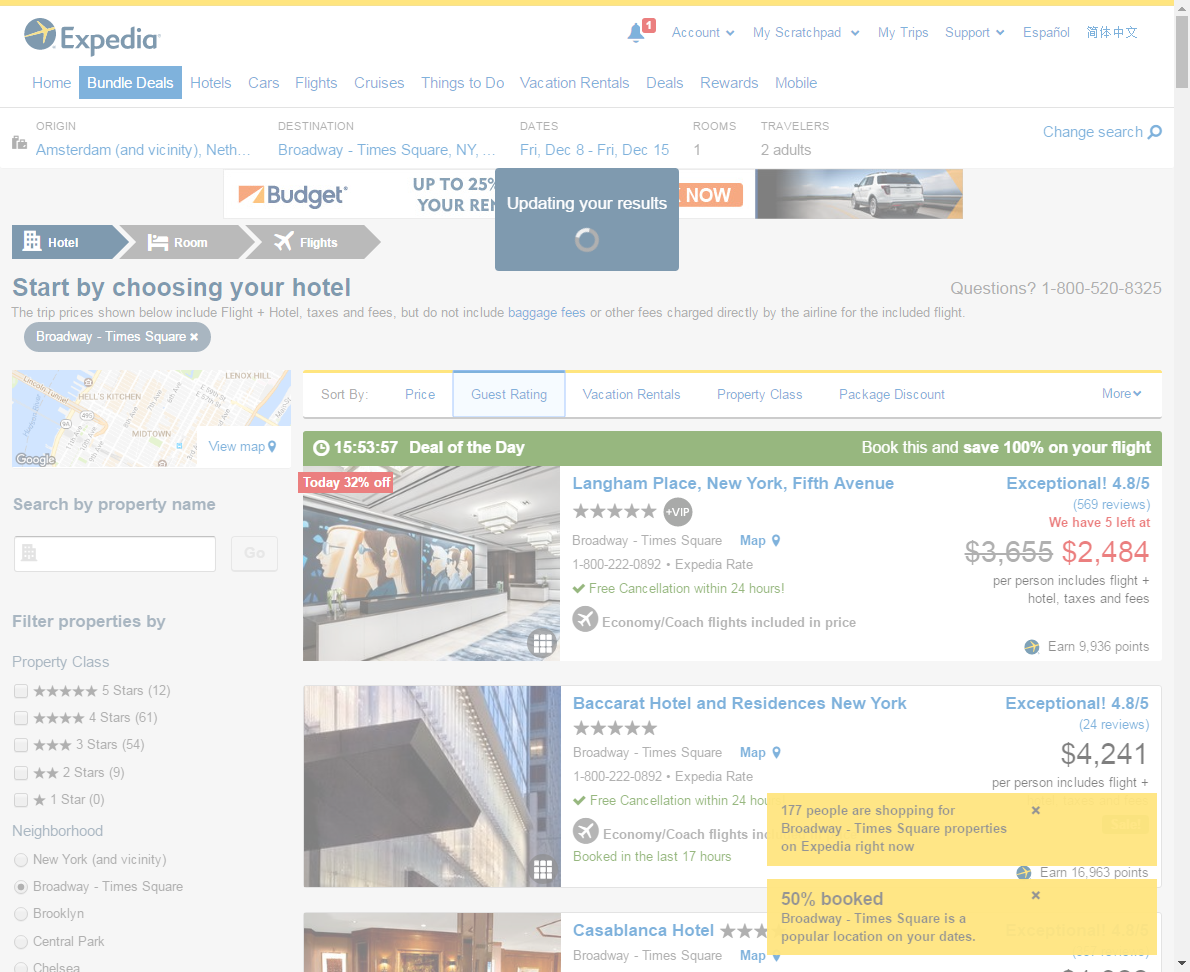 Expedia
1
Account
My Scratchpad
My Trips
Support
Español
简体中文
Home
Bundle Deals
Hotels
Cars
Flights
Cruises
Things to Do
Vacation Rentals
Deals
Rewards
Mobile
ORIGIN
Amsterdam (and vicinity), Neth...
DESTINATION
Broadway - Times Square, NY, ...
DATES
Fri, Dec 8 - Fri, Dec 15
ROOMS
1
TRAVELERS
2 adults
Change search
Budget
UP TO 25%
YOUR
NOW
Updating your results
Hotel
Room
Flights
Start by choosing your hotel
Questions? 1-800-520-8325
The trip prices shown below include Flight + Hotel, taxes and fees, but do not include baggage fees or other fees charged directly by the airline for the included flight.
Broadway - Times Square ×
LENOX HILL
Lincoln Tunnel
HELL'S KITCHEN
MIDTOWN
Google
View map
Sort By:
Price
Guest Rating
Vacation Rentals
Property Class
Package Discount
More
15:53:57 Deal of the Day
Book this and save 100% on your flight
Today 32% off
Langham Place, New York, Fifth Avenue
+VIP
Broadway - Times Square
Map
1-800-222-0892 • Expedia Rate
Free Cancellation within 24 hours!
Economy/Coach flights included in price
Exceptional! 4.8/5
(569 reviews)
We have 5 left at
$3,655 $2,484
per person includes flight +
hotel, taxes and fees
Earn 9,936 points
Search by property name
Go
Filter properties by
Property Class
5 Stars (12)
4 Stars (61)
3 Stars (54)
2 Stars (9)
1 Star (0)
Neighborhood
New York (and vicinity)
Broadway - Times Square
Brooklyn
Central Park
Chelsea
Baccarat Hotel and Residences New York
Broadway - Times Square
Map
1-800-222-0892 • Expedia Rate
Free Cancellation within 24
Economy/Coach flights
Booked in the last 17 hours
Exceptional! 4.8/5
(24 reviews)
$4,241
per person includes flight +
177 people are shopping for
Broadway - Times Square properties
on Expedia right now
×
Earn 16,963 points
Casablanca Hotel
Broadway - Times Square
Map
50% booked
Broadway - Times Square is a
popular location on your dates.
×